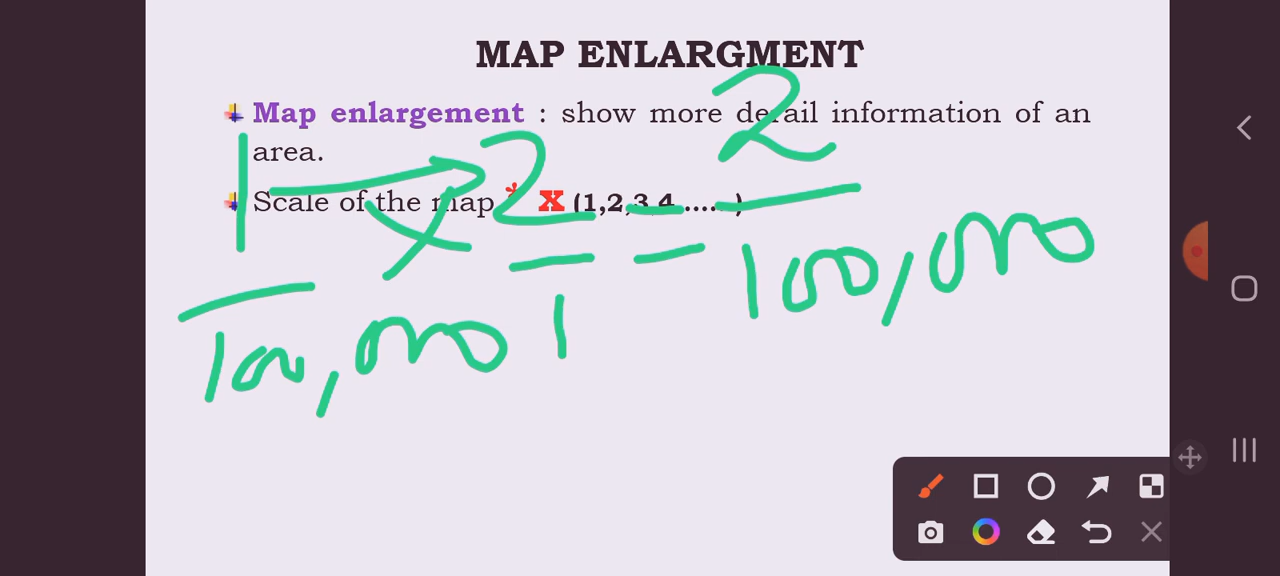 MAP ENLARGMENT
Map enlargement : show more detail information of an
area.
Scale of the map * X (1,2,3,4.....)
1 × 2 = 2
100,000 1 100,000